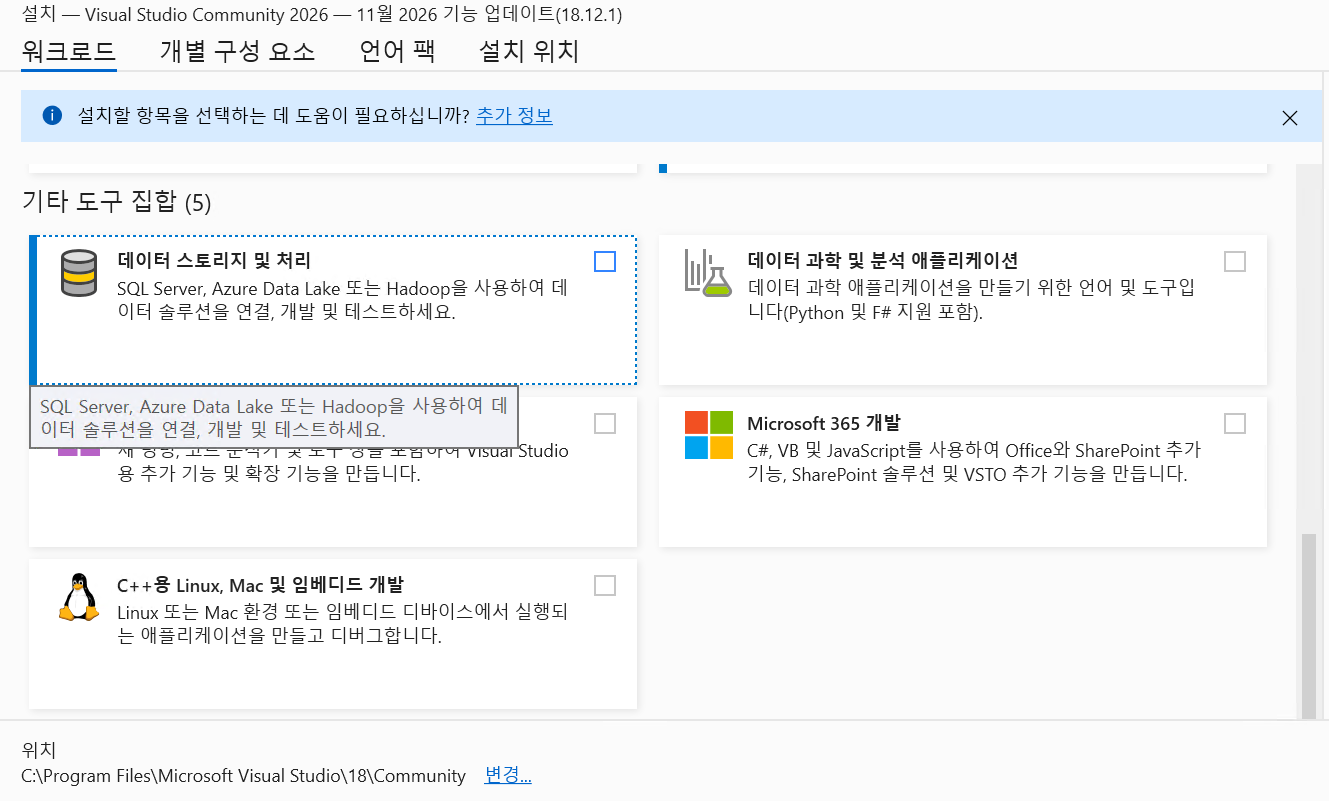 설치 — Visual Studio Community 2026 — 11월 2026 기능 업데이트(18.12.1)
워크로드 개별 구성 요소 언어 팩 설치 위치
설치할 항목을 선택하는 데 도움이 필요하십니까? 추가 정보
기타 도구 집합 (5)
데이터 스토리지 및 처리
SQL Server, Azure Data Lake 또는 Hadoop을 사용하여 데
이터 솔루션을 연결, 개발 및 테스트하세요.
데이터 과학 및 분석 애플리케이션
데이터 과학 애플리케이션을 만들기 위한 언어 및 도구입
니다(Python 및 F# 지원 포함).
SQL Server, Azure Data Lake 또는 Hadoop을 사용하여 데
이터 솔루션을 연결, 개발 및 테스트하세요.
Visual Studio
용 추가 기능 및 확장 기능을 만듭니다.
Microsoft 365 개발
C#, VB 및 JavaScript를 사용하여 Office와 SharePoint 추가
기능, SharePoint 솔루션 및 VSTO 추가 기능을 만듭니다.
C++용 Linux, Mac 및 임베디드 개발
Linux 또는 Mac 환경 또는 임베디드 디바이스에서 실행되
는 애플리케이션을 만들고 디버그합니다.
위치
C:\Program Files\Microsoft Visual Studio\18\Community 변경...